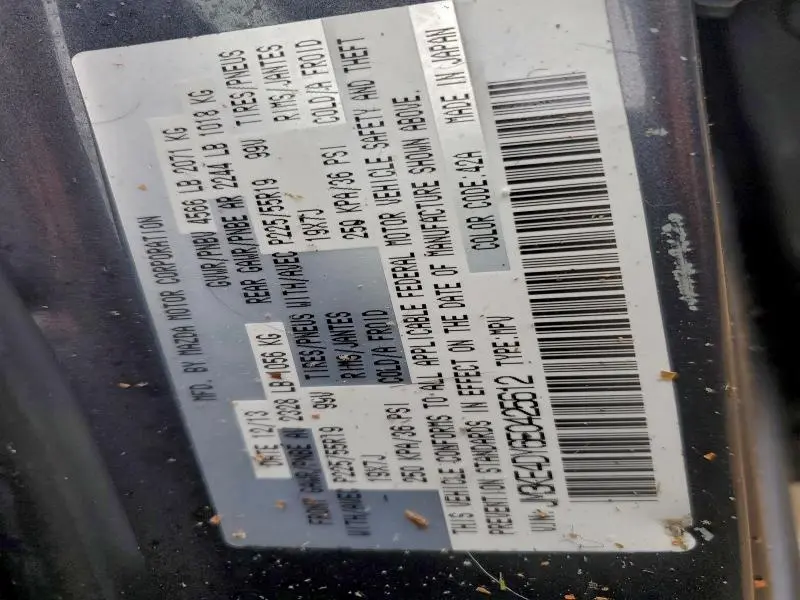 MFD. BY MAZDA MOTOR CORPORATION
DATE 12/13 GVWR/PNBV 4566 LB 2071 KG
FRONT GAWR/PNBE AV 2328 LB 1056 KG REAR GAWR/PNBE AR 2244 LB 1018 KG
WITH/AVEC P225/55R19 99V TIRES/PNEUS WITH/AVEC P225/55R19 99V TIRES/PNEUS
19X7J RIMS/JANTES 19X7J RIMS/JANTES
250 KPA/36 PSI COLD/A FROID 250 KPA/36 PSI COLD/A FROID
THIS VEHICLE CONFORMS TO ALL APPLICABLE FEDERAL MOTOR VEHICLE SAFETY AND THEFT
PREVENTION STANDARDS IN EFFECT ON THE DATE OF MANUFACTURE SHOWN ABOVE.
VIN: TYPE: MPV COLOR CODE: 42A MADE IN JAPAN